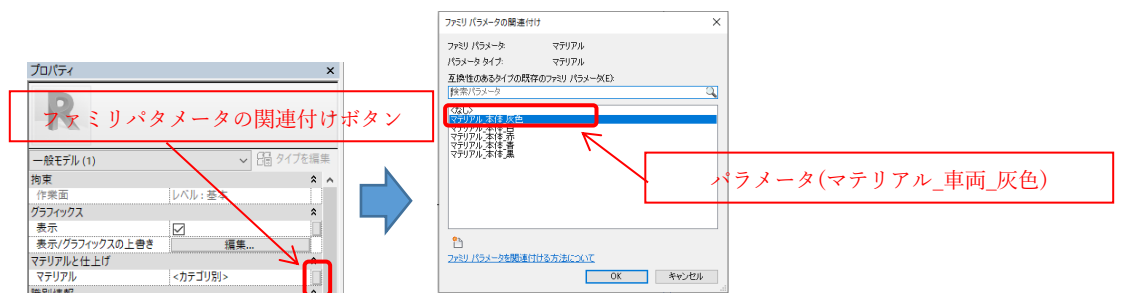 プロパティ
×
R
ファミリパタメータの関連付けボタン
一般モデル (1)
タイプを編集
拘束
作業面
レベル : 基本
グラフィックス
表示
表示/グラフィックスの上書き
編集...
マテリアルと仕上げ
マテリアル
<カテゴリ別>
識別情報
ファミリ パラメータの関連付け
×
ファミリ パラメータ:
マテリアル
パラメータ タイプ:
マテリアル
互換性のあるタイプの既存のファミリ パラメータ(E):
検索パラメータ
<なし>
マテリアル_本体_灰色
マテリアル_本体_白
マテリアル_本体_赤
マテリアル_本体_青
マテリアル_本体_黒
パラメータ(マテリアル_車両_灰色)
ファミリ パラメータを関連付ける方法について
OK
キャンセル